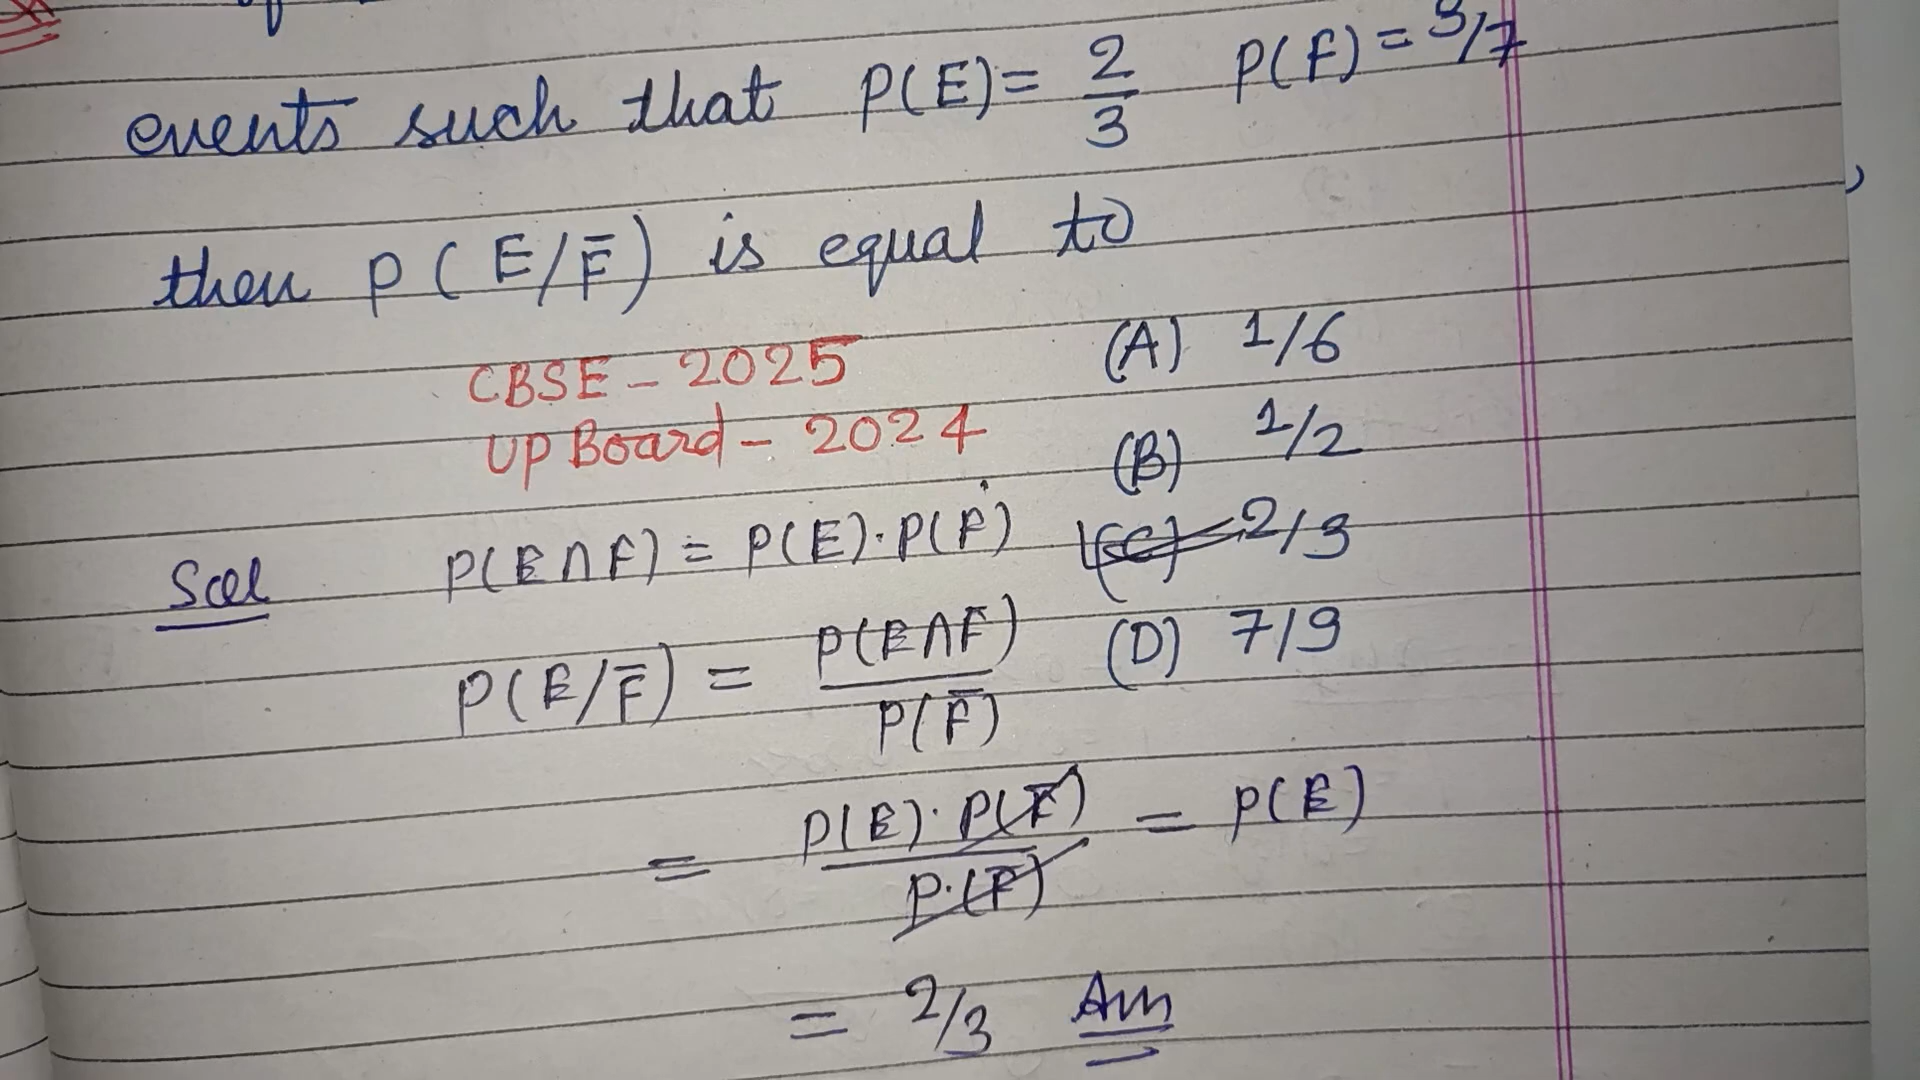 events such that P(E)= 2/3 P(F)= 3/7
then P(E/F̄) is equal to
CBSE - 2025 (A) 1/6
UP Board - 2024 (B) 1/2
Sol P(E∩F) = P(E)·P(F) (C) 2/3
P(E/F̄) = P(E∩F̄)/P(F̄) (D) 7/9
= P(E)·P(F̄)/P·(F̄) = P(E)
= 2/3 Ans